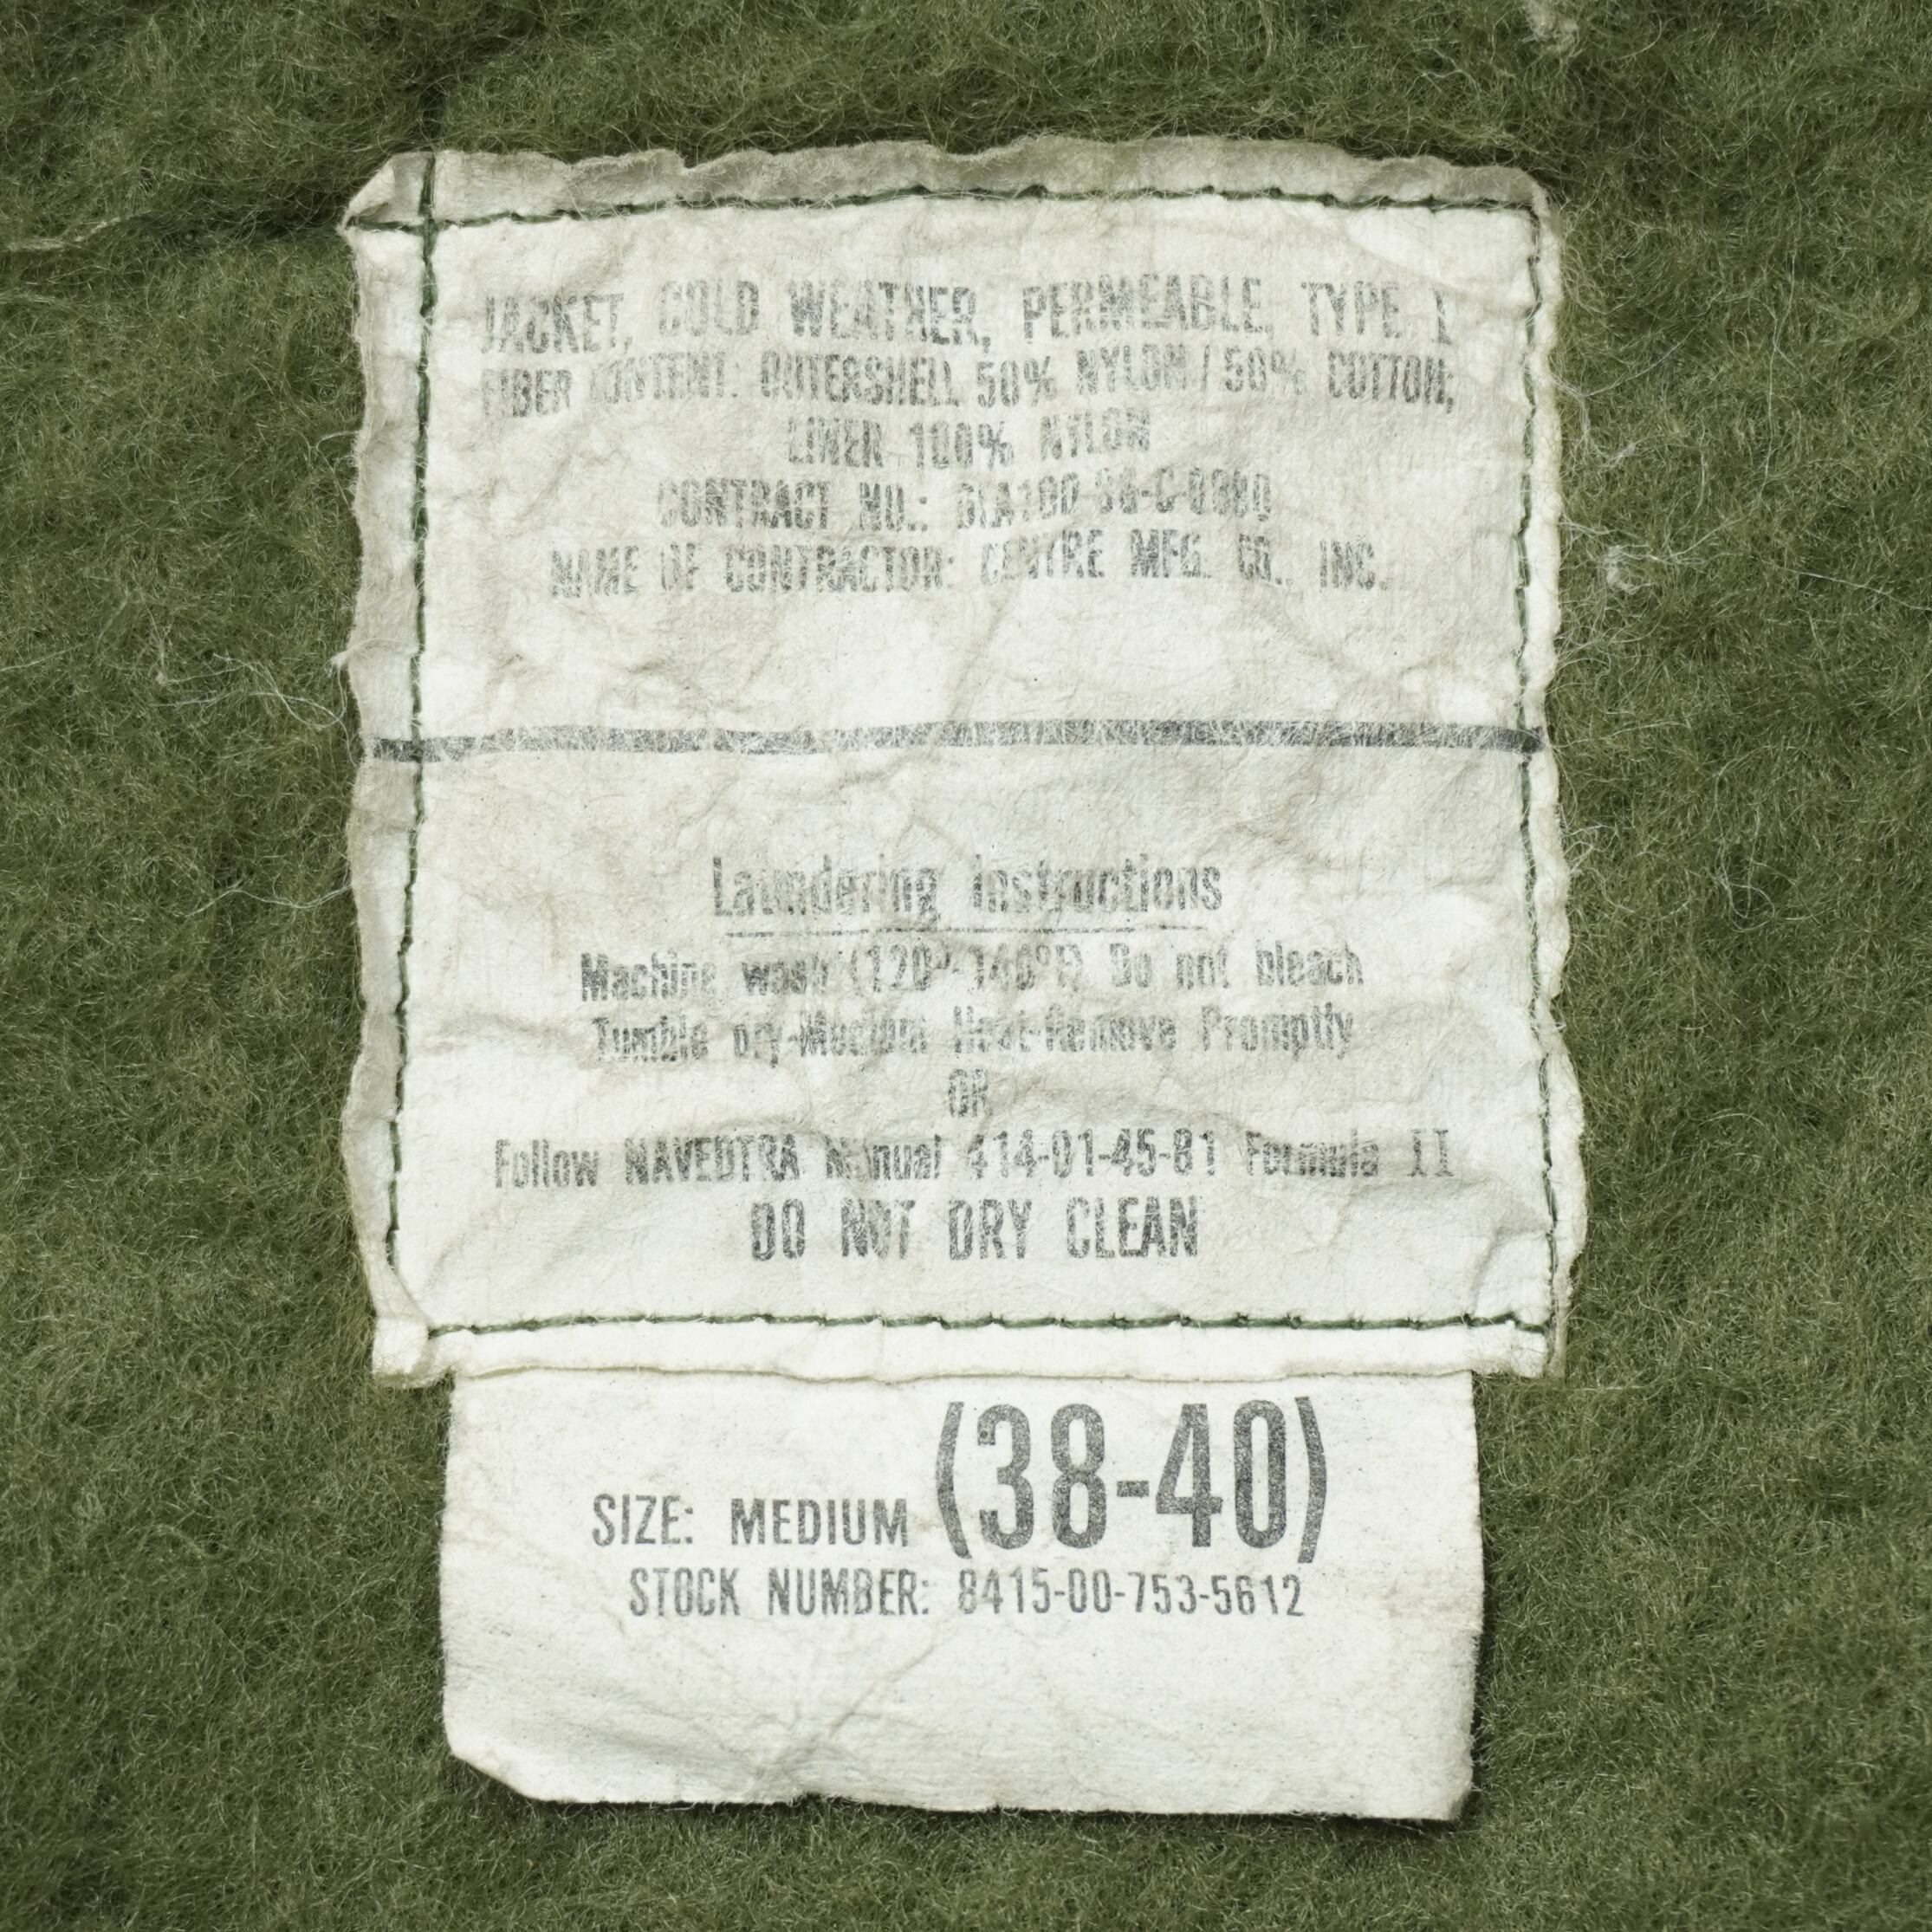 JACKET, COLD WEATHER, PERMEABLE, TYPE I
FIBER CONTENT: OUTERSHELL 50% NYLON / 50% COTTON;
LINER 100% NYLON
CONTRACT NO.:
NAME OF CONTRACTOR: CENTRE MFG. CO., INC.
Laundering Instructions
Machine wash (120°-140°F) Do not bleach
Tumble dry-Medium Heat-Remove Promptly
OR
Follow NAVEDTRA Manual 414-01-45-81 Formula II
DO NOT DRY CLEAN
SIZE: MEDIUM (38-40)
STOCK NUMBER: 8415-00-753-5612